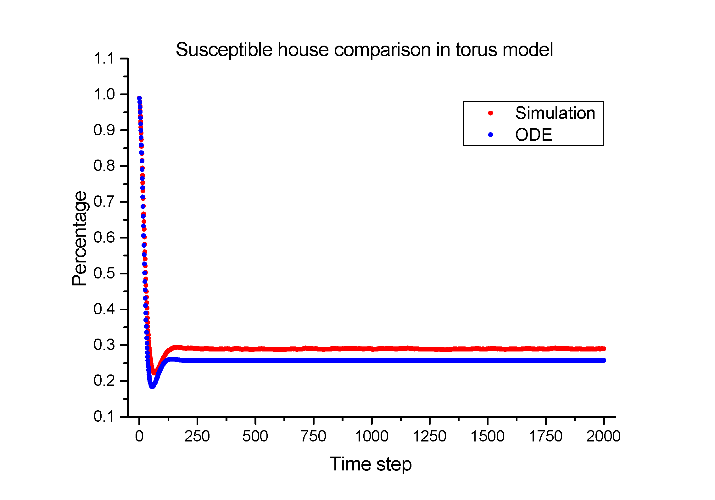 Susceptible house comparison in torus model
1.1
1.0
0.9
0.8
0.7
0.6
0.5
0.4
0.3
0.2
0.1
Percentage
Simulation
ODE
0 250 500 750 1000 1250 1500 1750 2000
Time step